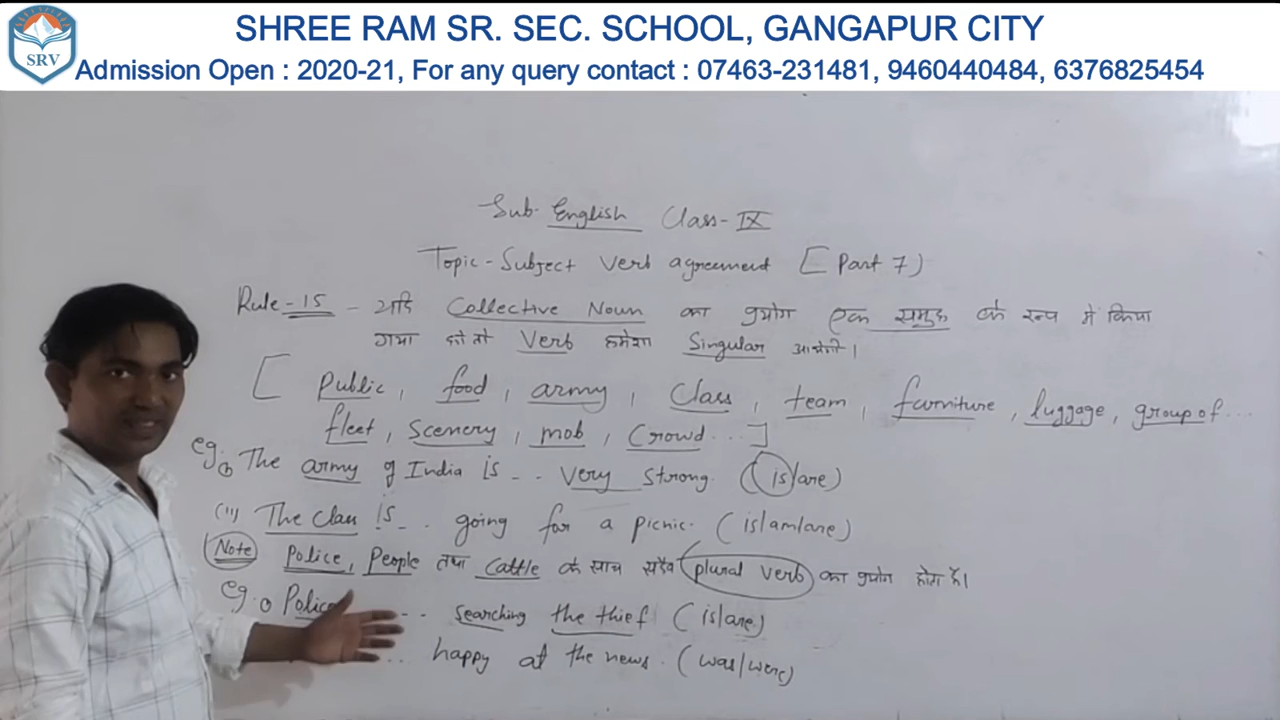 SHREE RAM SR. SEC. SCHOOL, GANGAPUR CITY
SRV
Admission Open : 2020-21, For any query contact : 07463-231481, 9460440484, 6376825454
Sub- English Class-IX
Topic - Subject Verb agreement [Part 7)
Rule-15 - यदि Collective Noun का प्रयोग एक समूह के रूप में किया
गया हो तो Verb हमेशा Singular आयेगी।
[ Public, food, army, Class, team, furniture, luggage, group of...
fleet, Scenery, mob, Crowd...]
eg. (i) The army of India is .. Very Strong. (is/are)
(ii) The Class is.. going for a picnic. (is/am/are)
Note Police, People तथा Cattle के साथ सदैव (plural verb) का प्रयोग होता है।
eg. Police .. Searching the thief (is/are)
... happy at the news. (was/were)